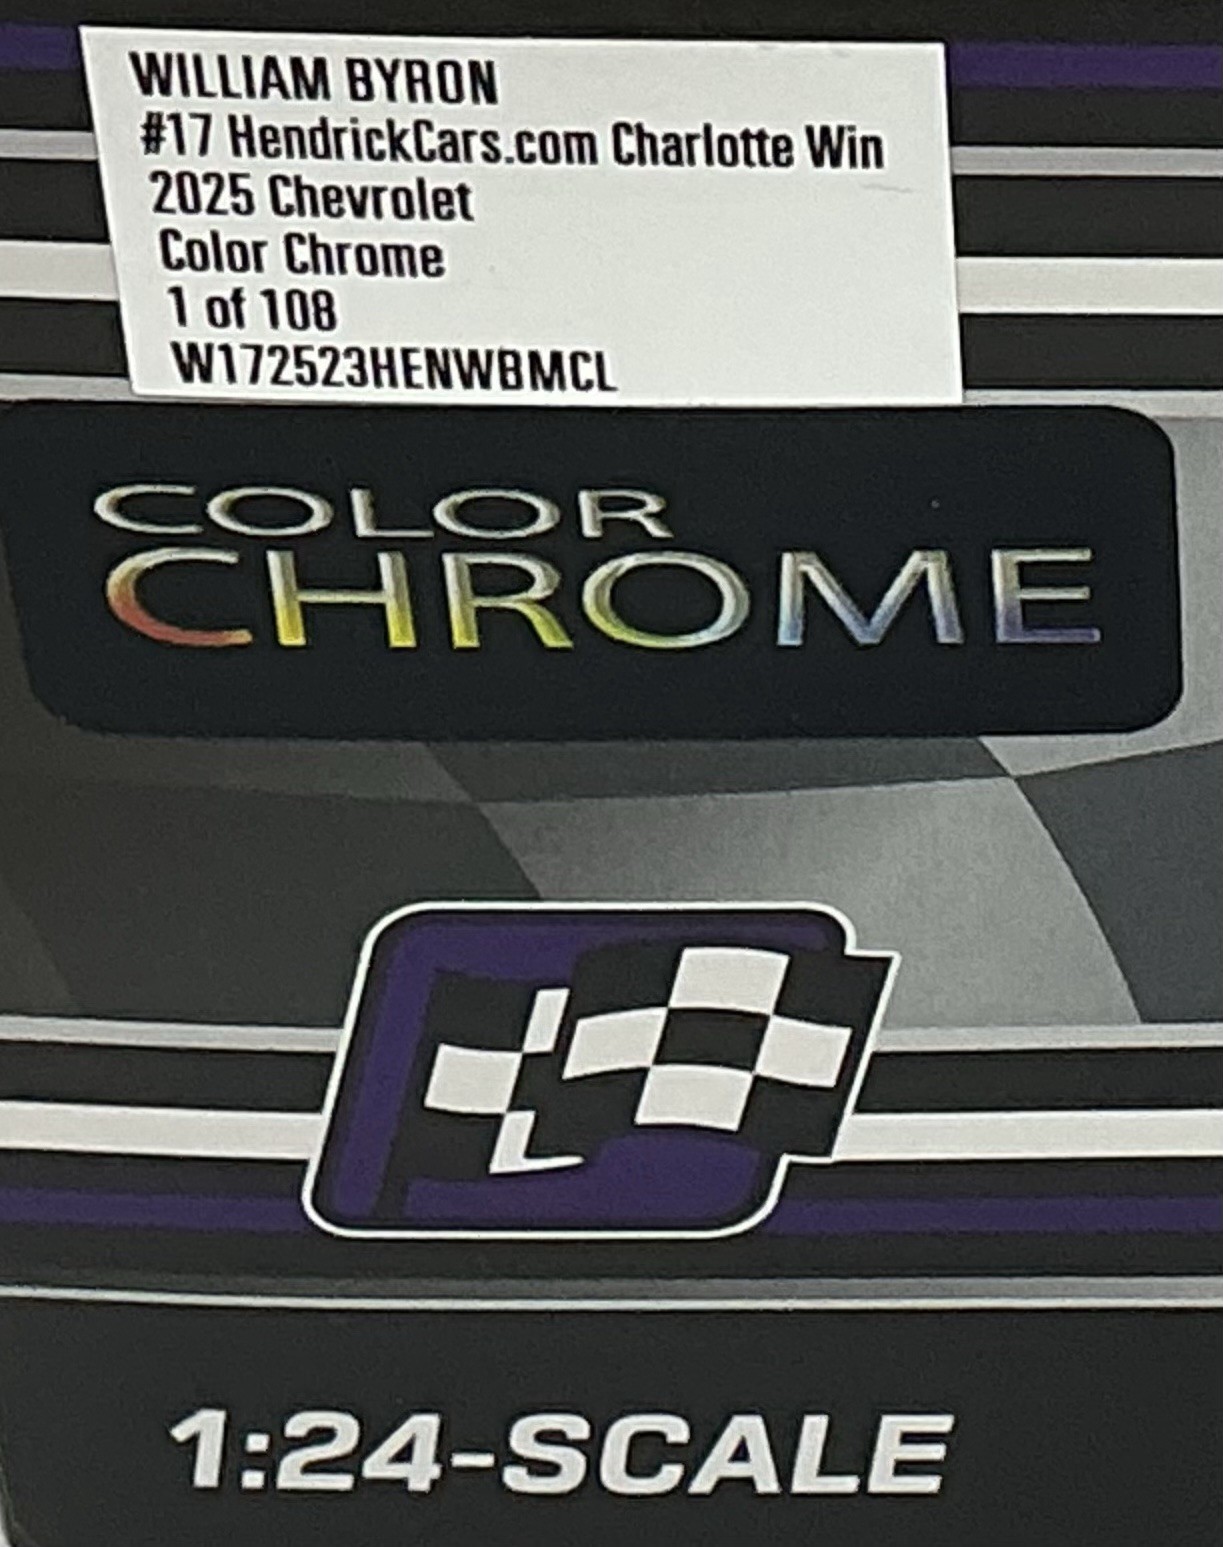 WILLIAM BYRON
#17 HendrickCars.com Charlotte Win
2025 Chevrolet
Color Chrome
1 of 108
W172523HENWBMCL
COLOR
CHROME
1:24-SCALE